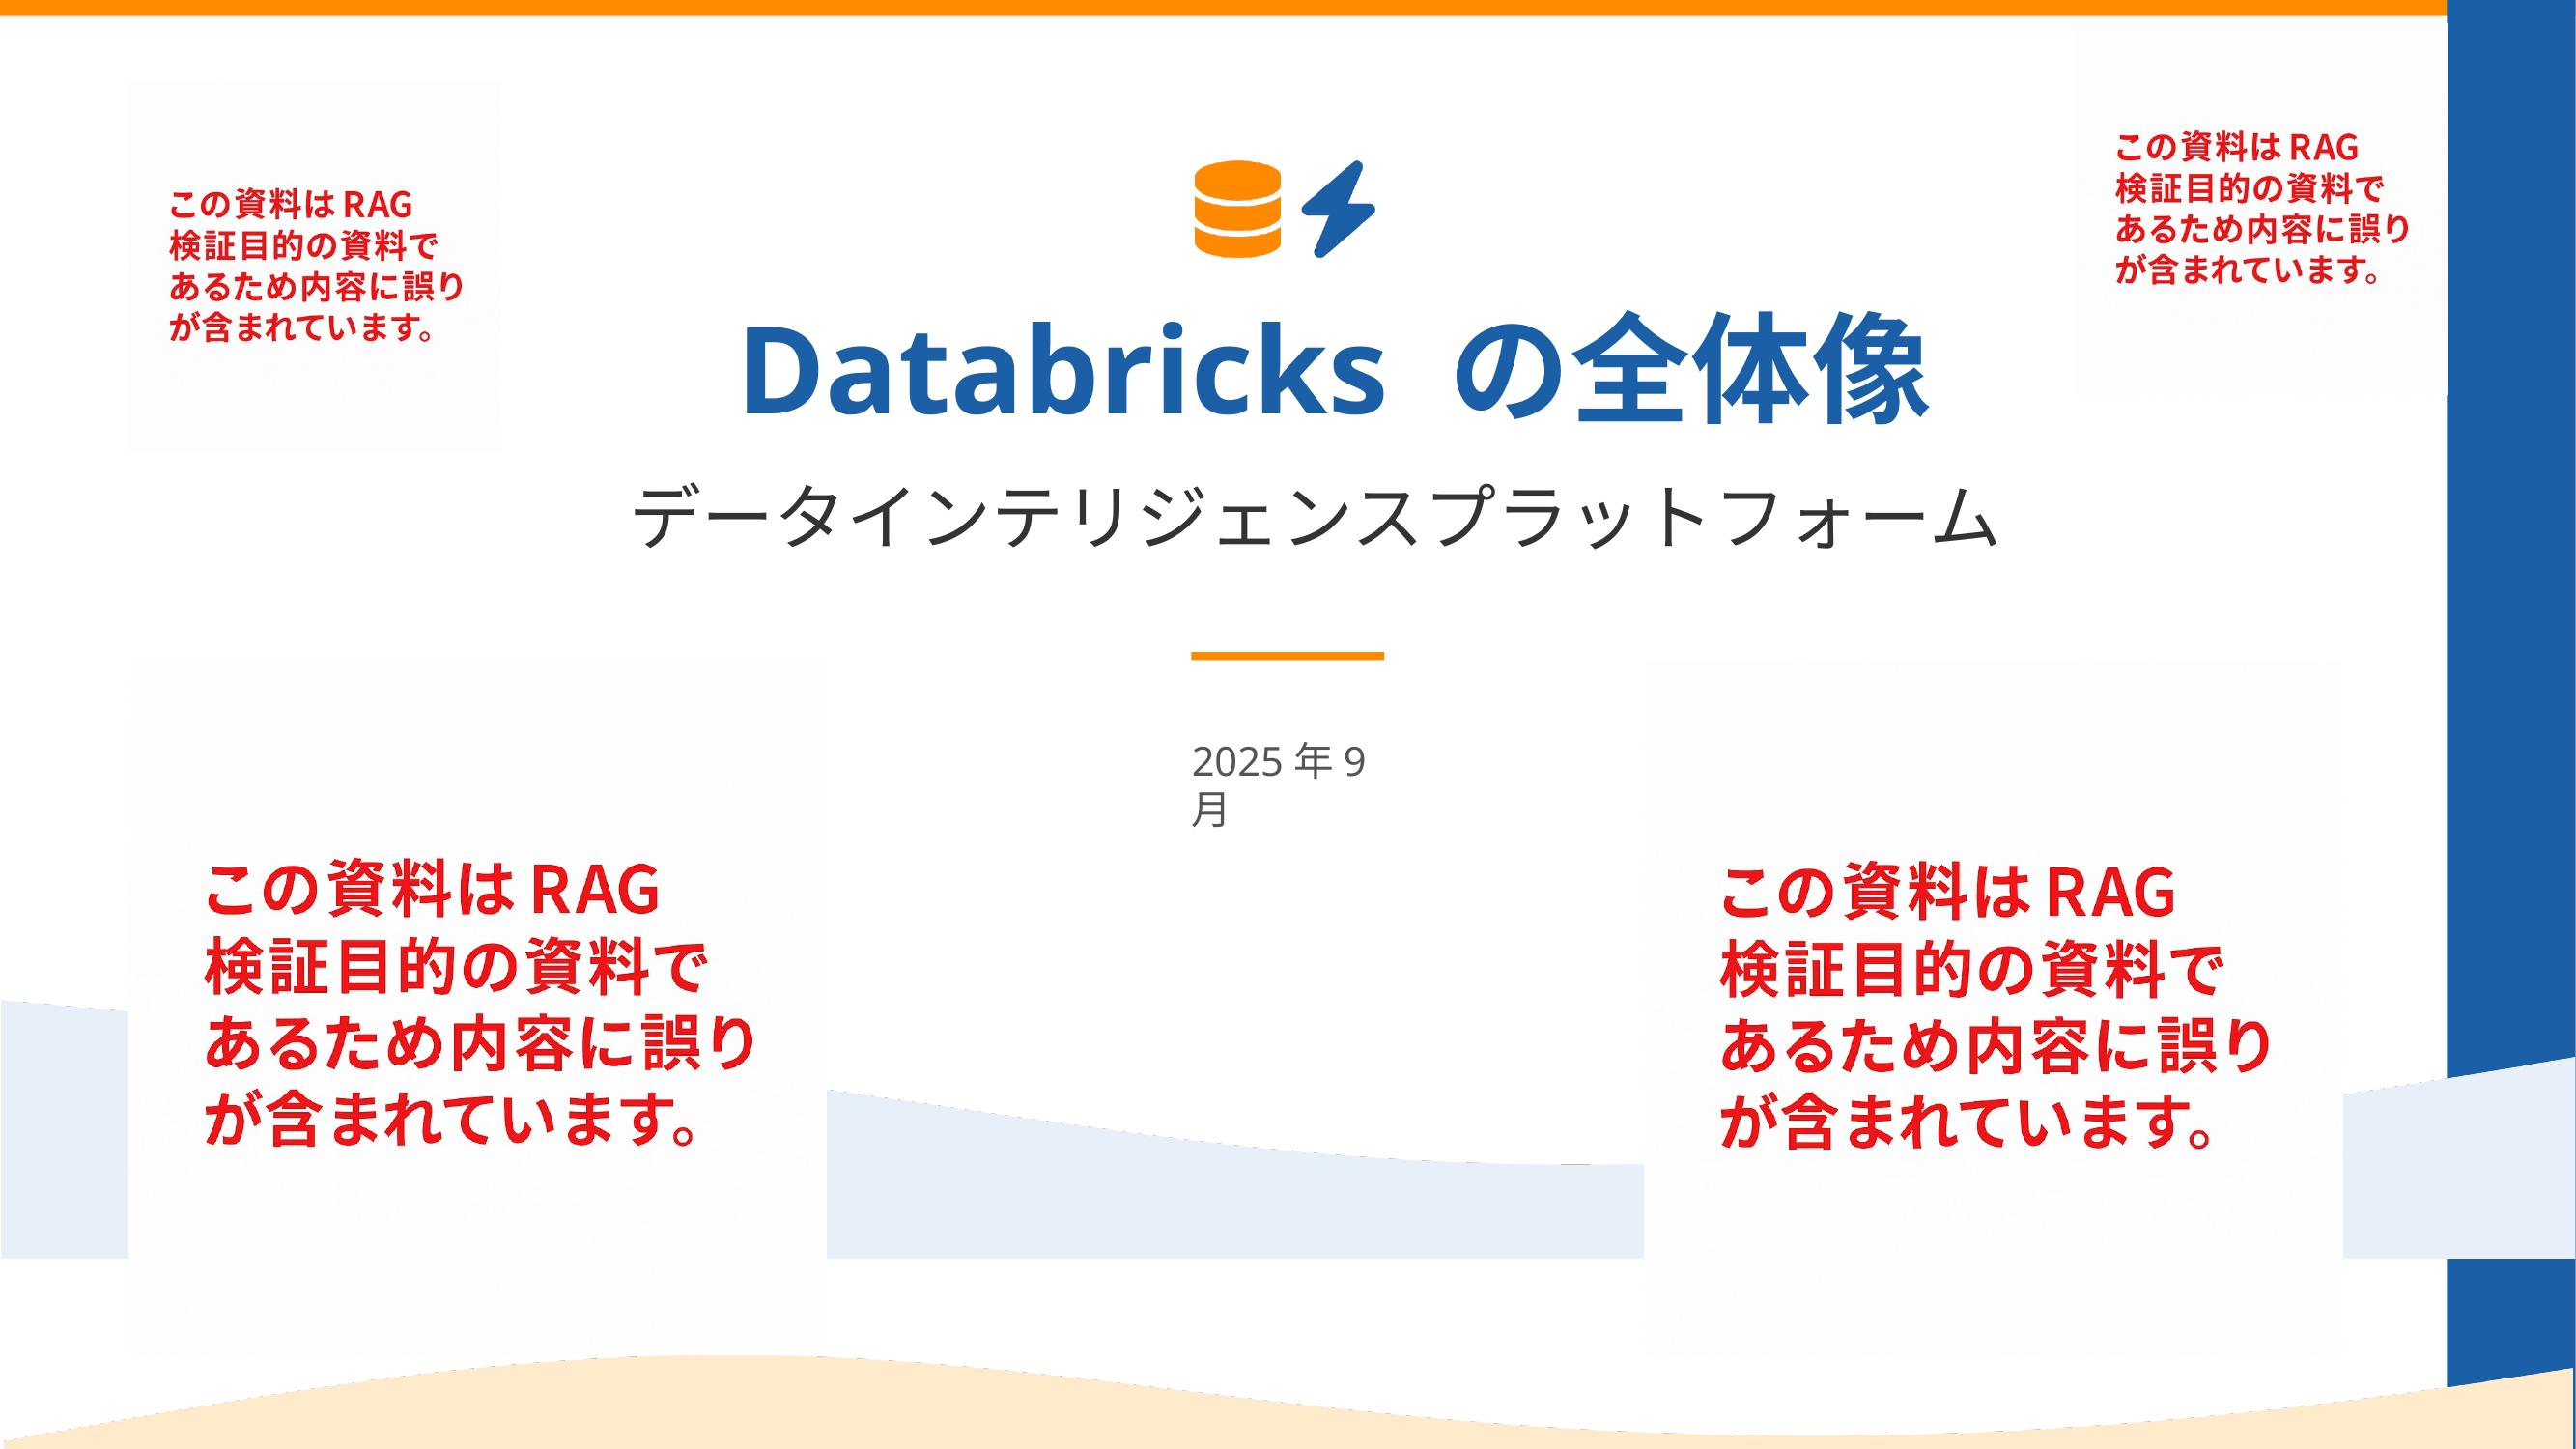 この資料は RAG
検証目的の資料で
あるため内容に誤り
が含まれています。
この資料は RAG
検証目的の資料で
あるため内容に誤り
が含まれています。
Databricks の全体像
データインテリジェンスプラットフォーム
2025 年 9
月
この資料は RAG
検証目的の資料で
あるため内容に誤り
が含まれています。
この資料は RAG
検証目的の資料で
あるため内容に誤り
が含まれています。